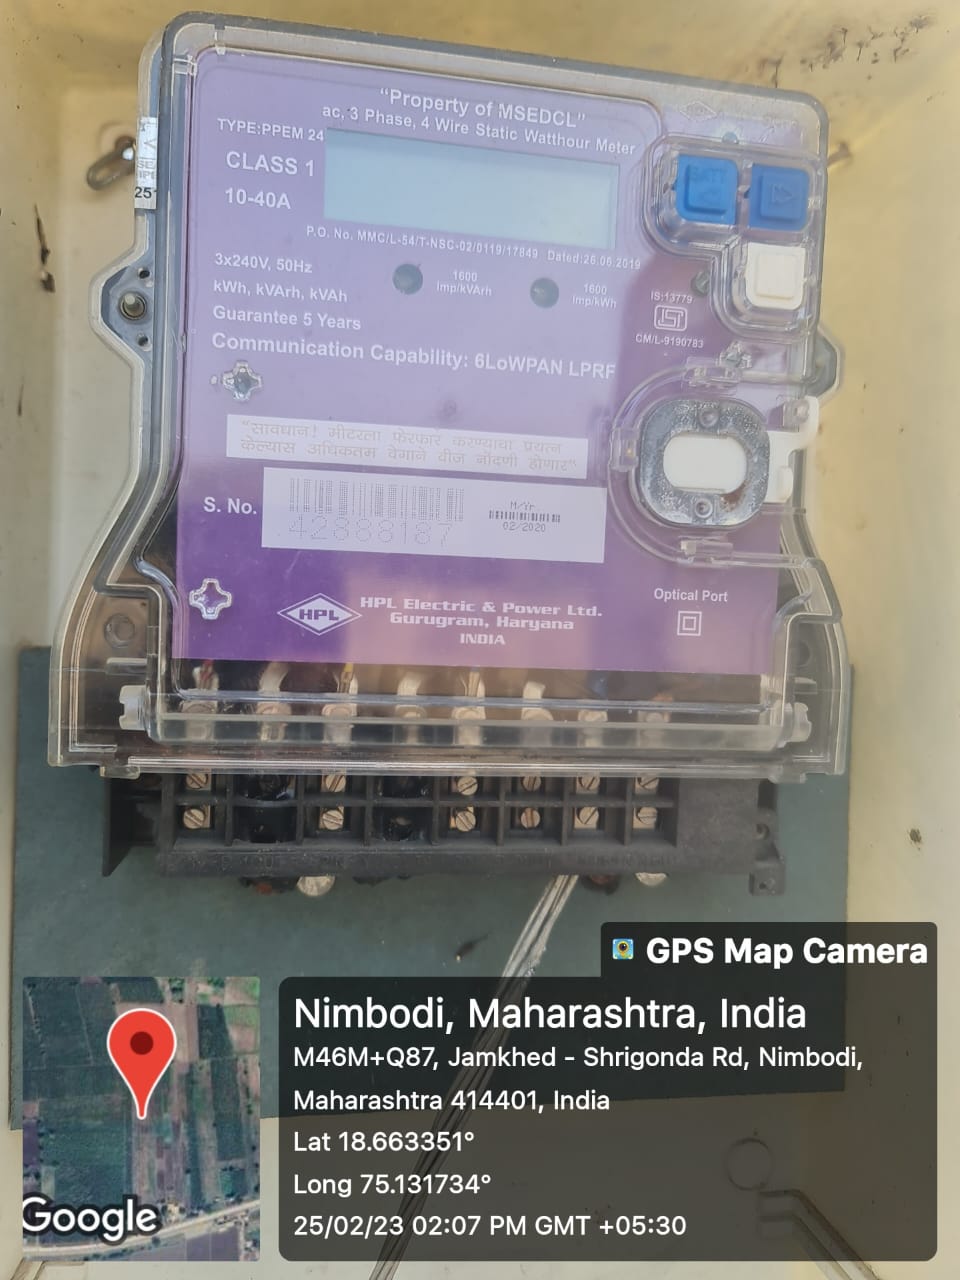 "Property of MSEDCL"
ac, 3 Phase, 4 Wire Static Watthour Meter
TYPE:PPEM 24
CLASS 1
10-40A
BATT
P.O. No. MMC/L-54/T-NSC-02/0119/17849 Dated:26.06.2019
3x240V, 50Hz
kWh, kVArh, kVAh
1600
imp/kVArh
1600
imp/kWh
Guarantee 5 Years
IS:13779
ISI
CM/L-9190783
Communication Capability: 6LoWPAN LPRF
"सावधान! मीटरला फेरफार करण्याचा प्रयत्न
केल्यास अधिकतम वेगाने वीज नोंदणी होणार"
S. No.
42888187
M/Yr.
02/2020
HPL
HPL Electric & Power Ltd.
Gurugram, Haryana
INDIA
Optical Port
GPS Map Camera
Nimbodi, Maharashtra, India
M46M+Q87, Jamkhed - Shrigonda Rd, Nimbodi,
Maharashtra 414401, India
Lat 18.663351°
Long 75.131734°
25/02/23 02:07 PM GMT +05:30
Google